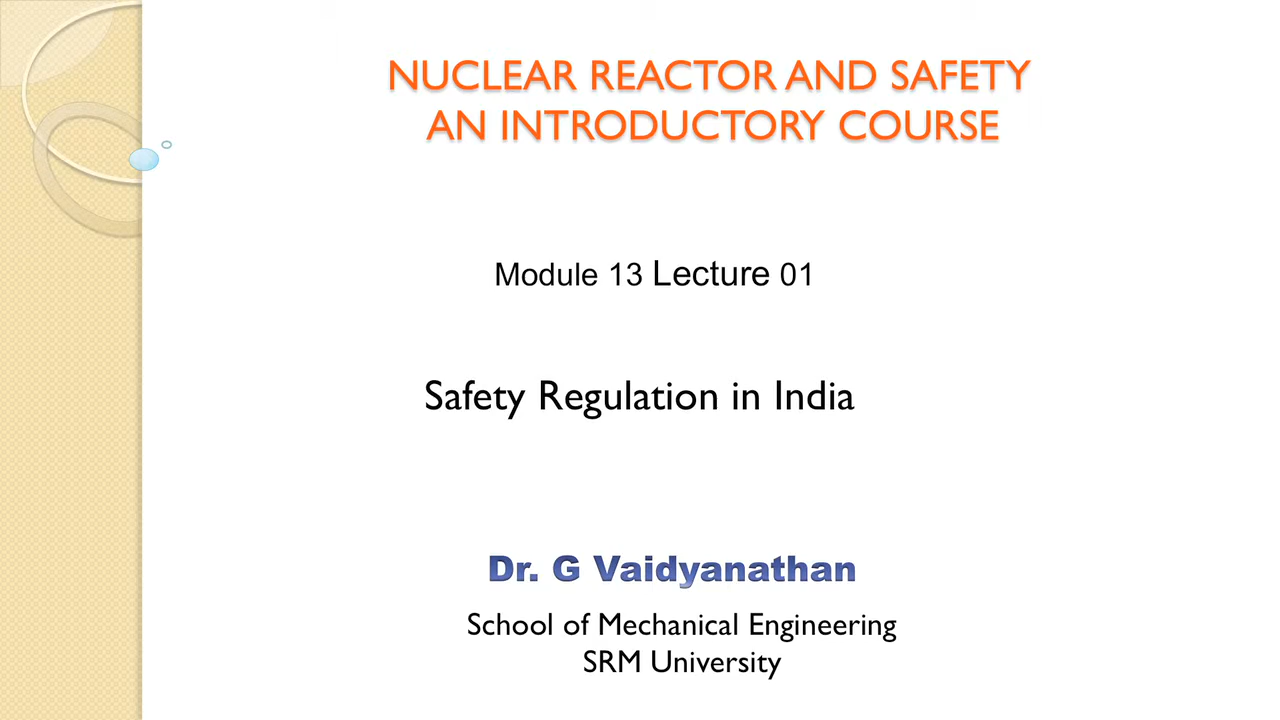 NUCLEAR REACTOR AND SAFETY
AN INTRODUCTORY COURSE
Module 13 Lecture 01
Safety Regulation in India
Dr. G Vaidyanathan
School of Mechanical Engineering
SRM University